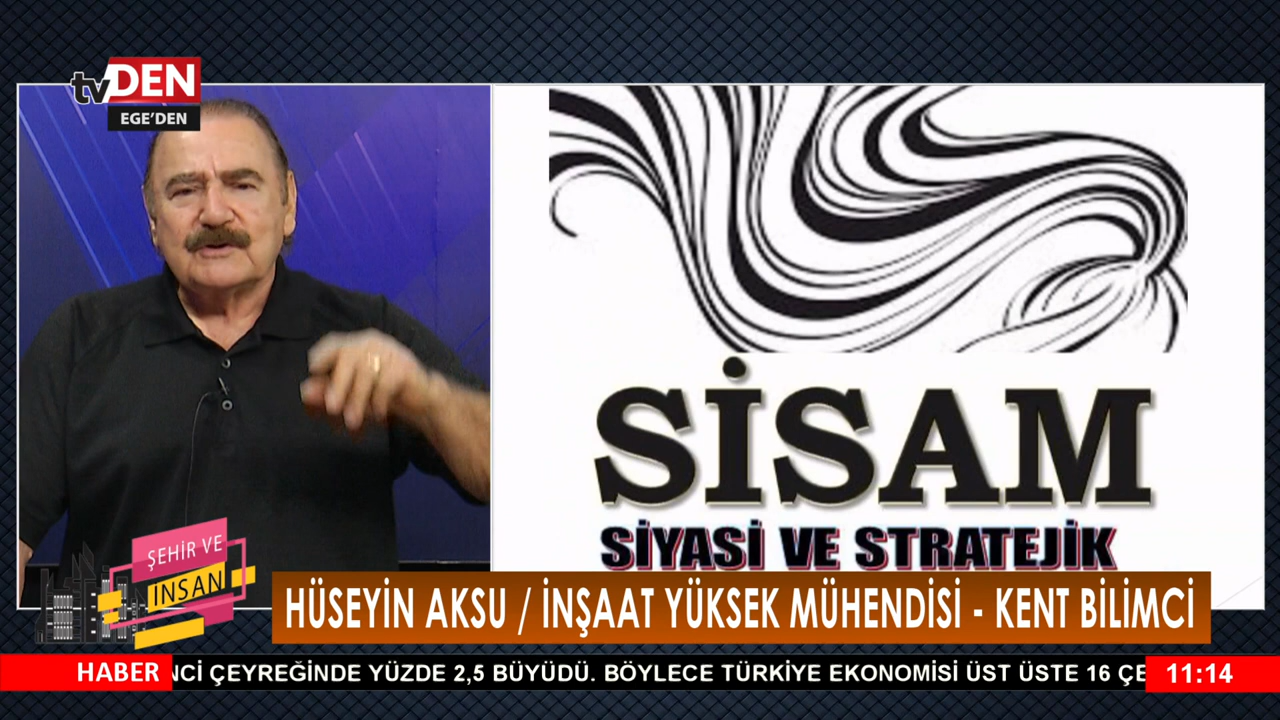 tvDEN
EGE'DEN
SİSAM
SİYASİ VE STRATEJİK
ŞEHİR VE
INSAN
HÜSEYİN AKSU / İNŞAAT YÜKSEK MÜHENDİSİ - KENT BİLİMCİ
HABER
ÇEYREĞİNDE YÜZDE 2,5 BÜYÜDÜ. BÖYLECE TÜRKİYE EKONOMİSİ ÜST ÜSTE 16
11:14